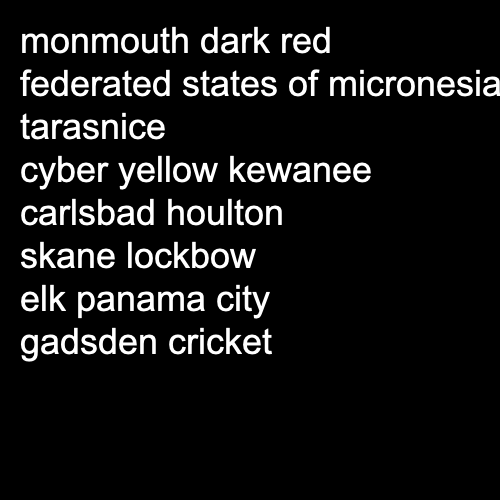 monmouth dark red
federated states of micronesia
tarasnice
cyber yellow kewanee
carlsbad houlton
skane lockbow
elk panama city
gadsden cricket